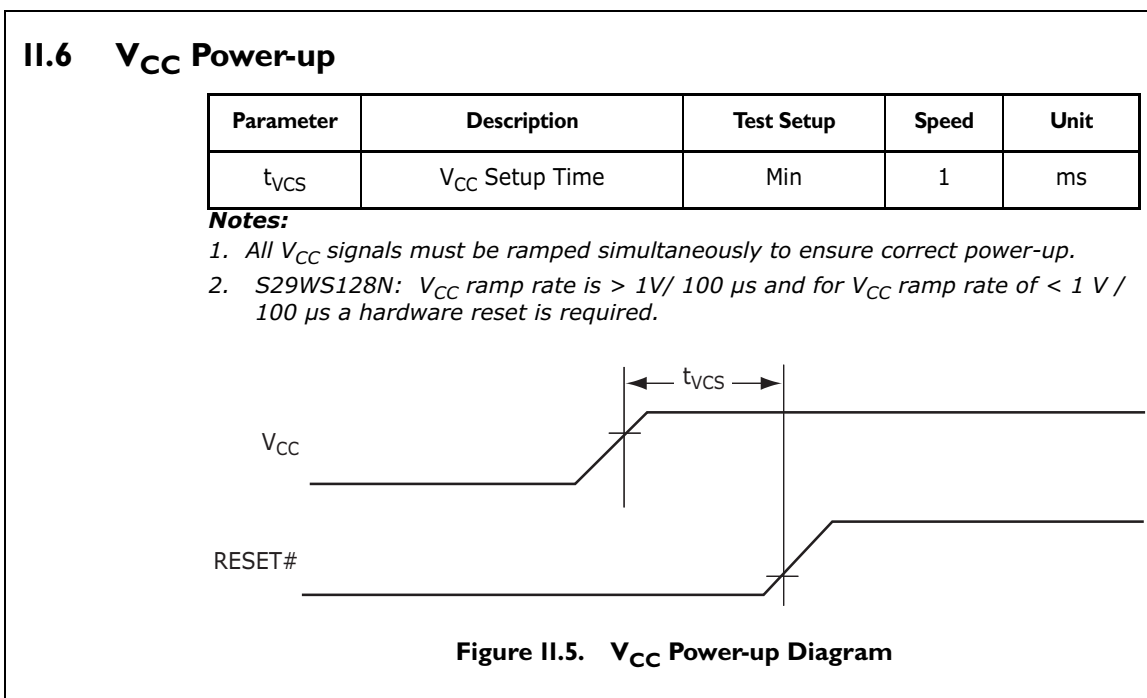 11.6 VCC Power-up
Parameter Description Test Setup Speed Unit
tVCS VCC Setup Time Min 1 ms
Notes:
1. All VCC signals must be ramped simultaneously to ensure correct power-up.
2. S29WS128N: VCC ramp rate is > 1V/ 100 µs and for VCC ramp rate of < 1 V /
100 µs a hardware reset is required.
tVCS
VCC
RESET#
Figure 11.5. VCC Power-up Diagram